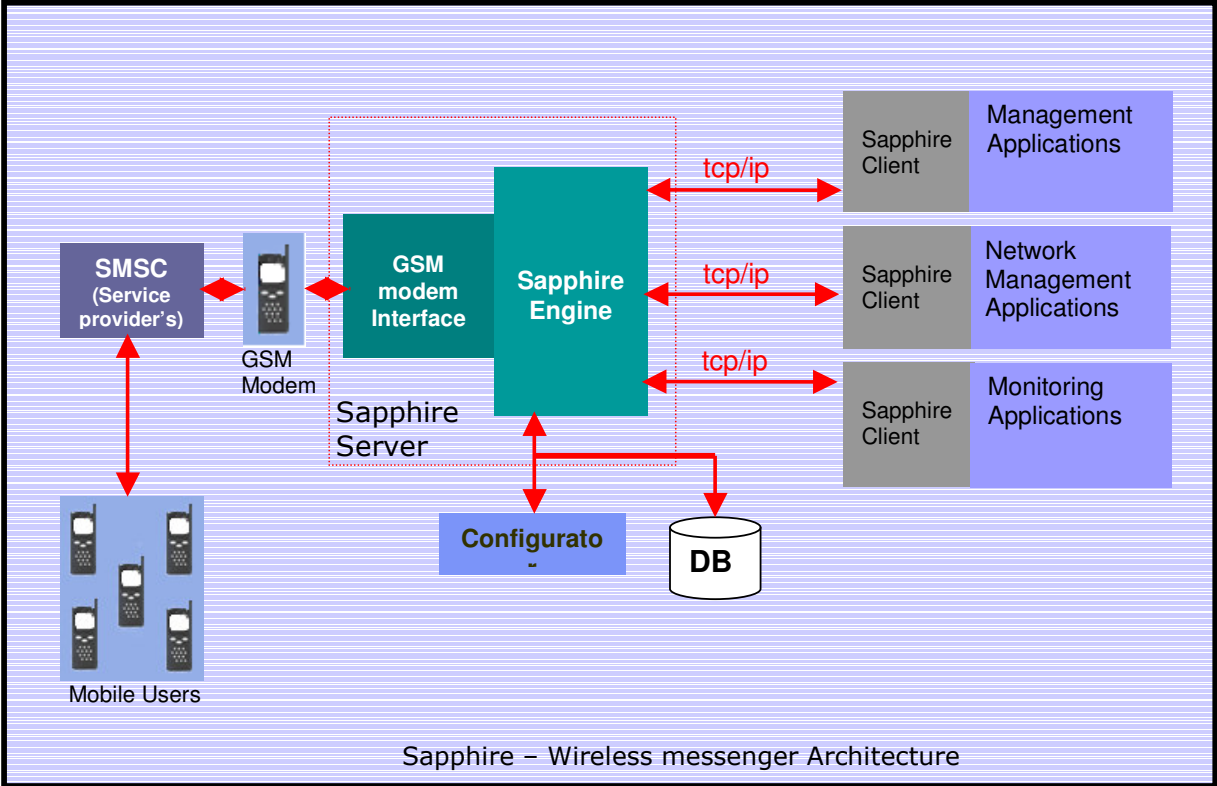 Management
Applications
Sapphire
Client
tcp/ip
SMSC
(Service
provider's)
GSM
Modem
GSM
modem
Interface
Sapphire
Engine
Sapphire
Server
tcp/ip
Sapphire
Client
Network
Management
Applications
tcp/ip
Sapphire
Client
Monitoring
Applications
Configurato
DB
Mobile Users
Sapphire – Wireless messenger Architecture